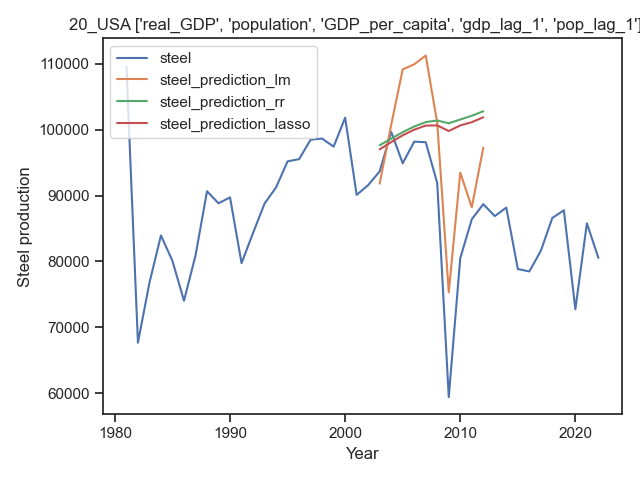 20_USA ['real_GDP', 'population', 'GDP_per_capita', 'gdp_lag_1', 'pop_lag_1']
steel
steel_prediction_lm
steel_prediction_rr
steel_prediction_lasso
110000
100000
90000
80000
70000
60000
Steel production
1980
1990
2000
2010
2020
Year